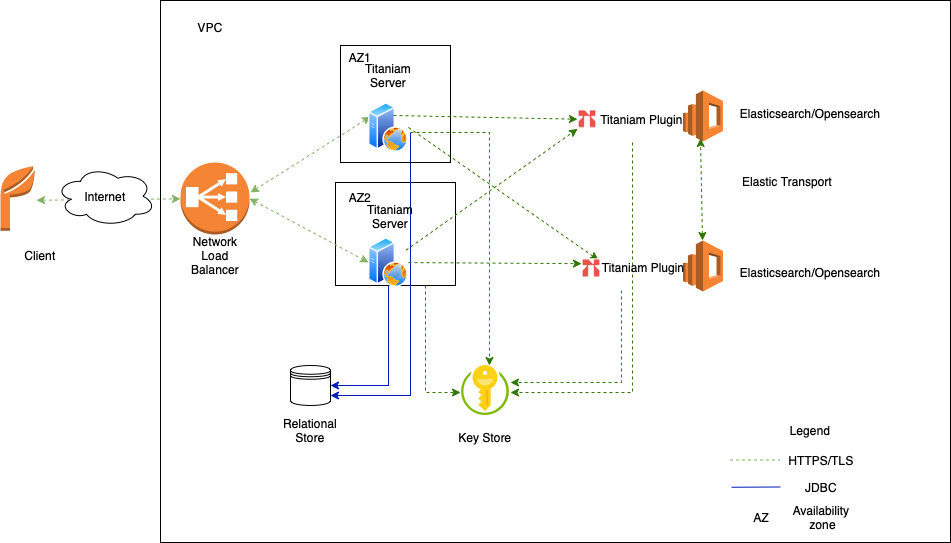 VPC
AZ1
Titaniam
Server
Titaniam Plugin
Elasticsearch/Opensearch
Elastic Transport
AZ2
Titaniam
Server
Internet
Client
Network
Load
Balancer
Titaniam Plugin
Elasticsearch/Opensearch
Relational
Store
Key Store
Legend
HTTPS/TLS
JDBC
AZ
Availability
zone